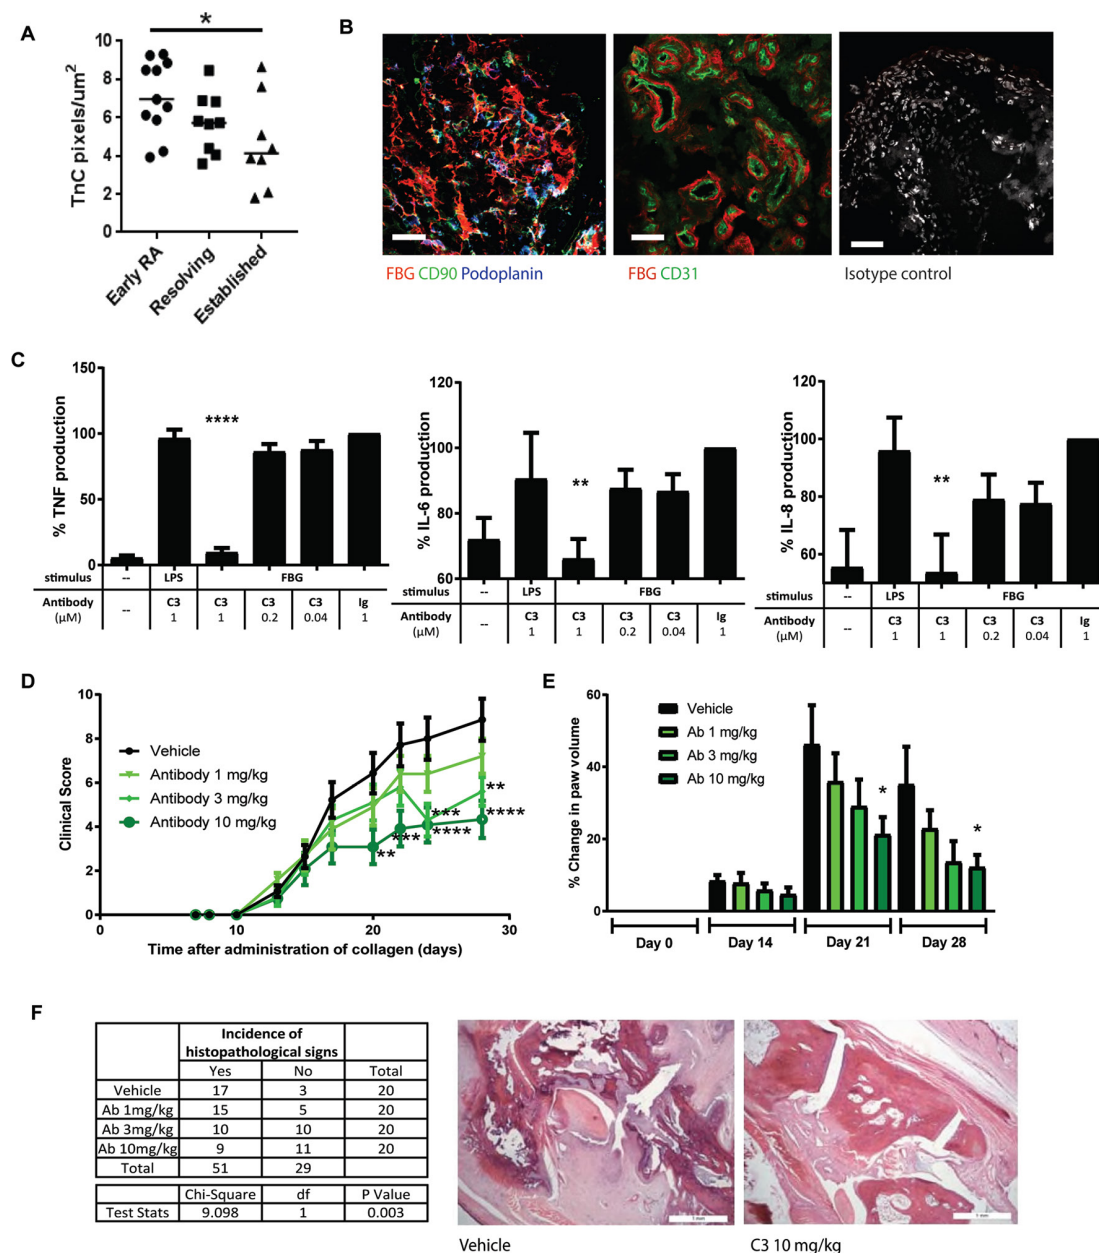 A
*
TnC pixels/um²
10
8
6
4
2
0
Early RA
Resolving
Established
B
FBG CD90 Podoplanin
FBG CD31
Isotype control
C
% TNF production
150
100
50
0
****
stimulus -- LPS FBG
Antibody (μM) -- C3 1 C3 1 C3 0.2 C3 0.04 Ig 1
% IL-6 production
120
100
80
60
**
stimulus -- LPS FBG
Antibody (μM) -- C3 1 C3 1 C3 0.2 C3 0.04 Ig 1
% IL-8 production
120
100
80
60
**
stimulus -- LPS FBG
Antibody (μM) -- C3 1 C3 1 C3 0.2 C3 0.04 Ig 1
D
Clinical Score
10
8
6
4
2
0
Vehicle
Antibody 1 mg/kg
Antibody 3 mg/kg
Antibody 10 mg/kg
**
***
***
****
**
****
0 10 20 30
Time after administration of collagen (days)
E
% Change in paw volume
60
40
20
0
Vehicle
Ab 1 mg/kg
Ab 3 mg/kg
Ab 10 mg/kg
*
*
Day 0 Day 14 Day 21 Day 28
F
Incidence of
histopathological signs
Yes No Total
Vehicle 17 3 20
Ab 1mg/kg 15 5 20
Ab 3mg/kg 10 10 20
Ab 10mg/kg 9 11 20
Total 51 29
Chi-Square df P Value
Test Stats 9.098 1 0.003
1 mm
Vehicle
1 mm
C3 10 mg/kg